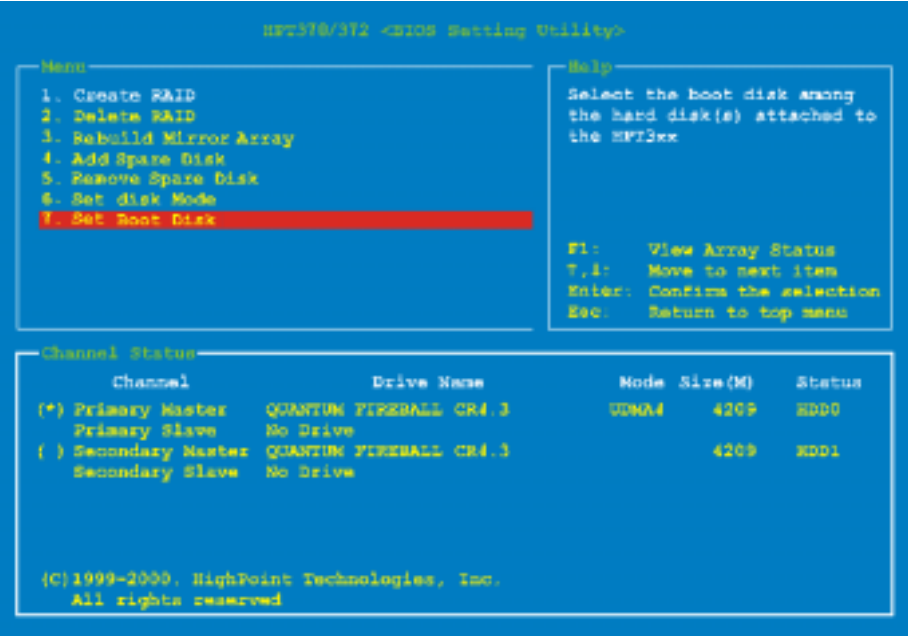 HPT370/372 <BIOS Setting Utility>
Menu
1. Create RAID
2. Delete RAID
3. Rebuild Mirror Array
4. Add Spare Disk
5. Remove Spare Disk
6. Set disk Mode
7. Set Boot Disk
Help
Select the boot disk among
the hard disk(s) attached to
the HPT3xx
F1: View Array Status
↑,↓: Move to next item
Enter: Confirm the selection
Esc: Return to top menu
Channel Status
Channel Drive Name Mode Size(M) Status
(*) Primary Master QUANTUM FIREBALL CR4.3 UDMA4 4209 HDD0
Primary Slave No Drive
( ) Secondary Master QUANTUM FIREBALL CR4.3 4209 HDD1
Secondary Slave No Drive
(C)1999-2000. HighPoint Technologies, Inc.
All rights reserved